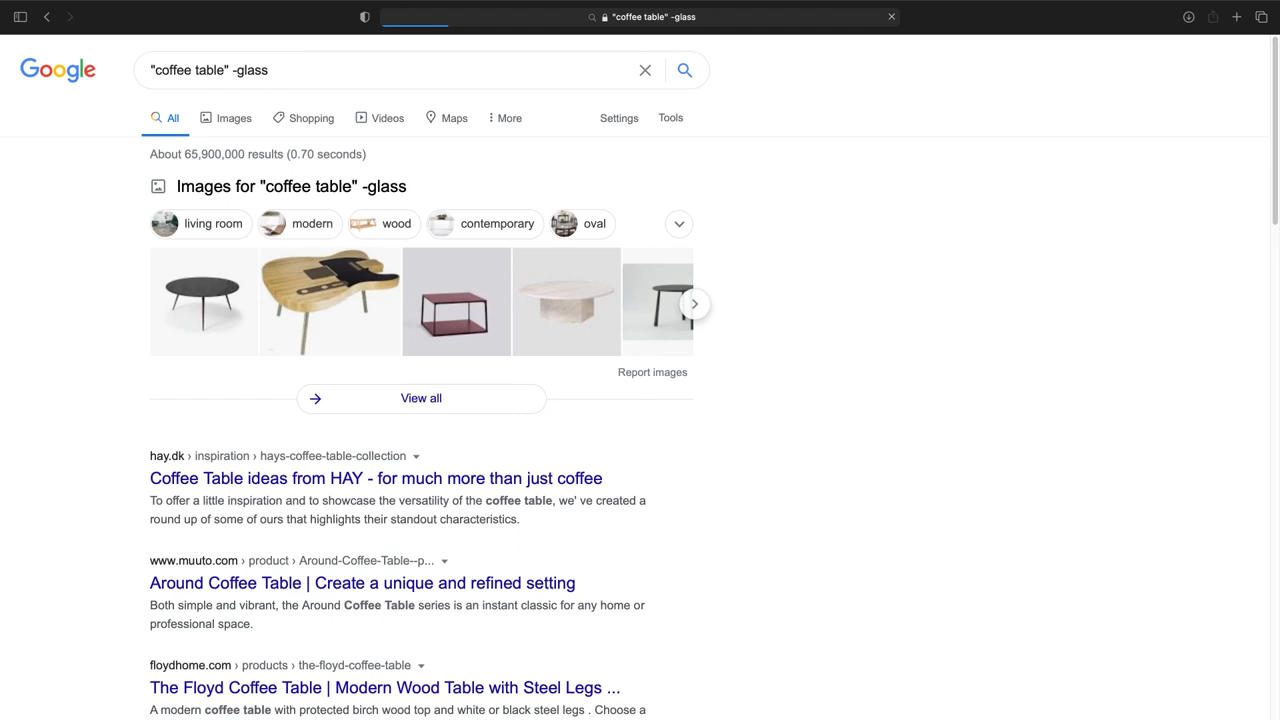 "coffee table" -glass
Google
"coffee table" -glass
All Images Shopping Videos Maps More Settings Tools
About 65,900,000 results (0.70 seconds)
Images for "coffee table" -glass
living room modern wood contemporary oval
Report images
View all
hay.dk › inspiration › hays-coffee-table-collection
Coffee Table ideas from HAY - for much more than just coffee
To offer a little inspiration and to showcase the versatility of the coffee table, we' ve created a
round up of some of ours that highlights their standout characteristics.
www.muuto.com › product › Around-Coffee-Table--p...
Around Coffee Table | Create a unique and refined setting
Both simple and vibrant, the Around Coffee Table series is an instant classic for any home or
professional space.
floydhome.com › products › the-floyd-coffee-table
The Floyd Coffee Table | Modern Wood Table with Steel Legs ...
A modern coffee table with protected birch wood top and white or black steel legs . Choose a